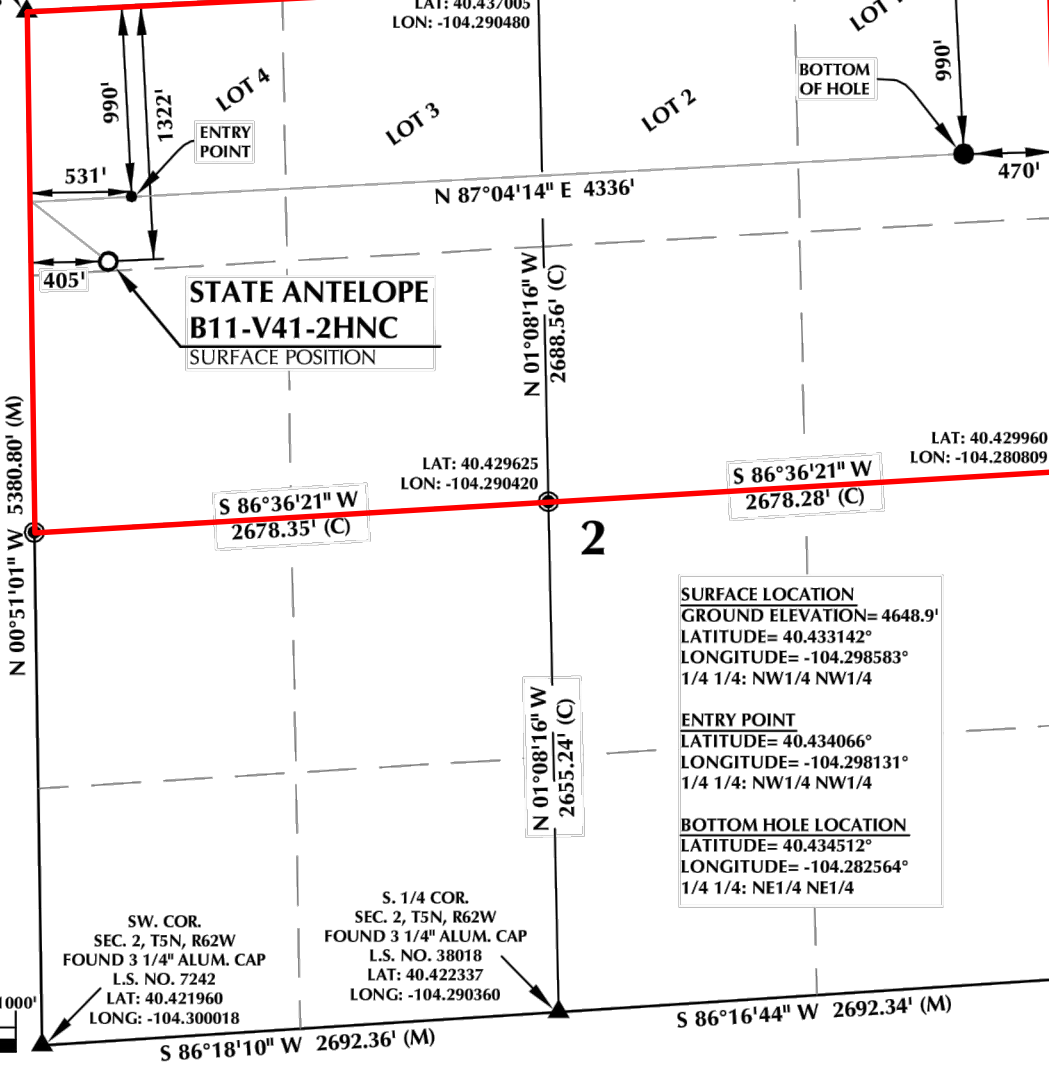 LAT: 40.437005
LON: -104.290480
990'
1322'
LOT 4
LOT 3
LOT 2
LOT
BOTTOM
OF HOLE
990'
ENTRY
POINT
531'
N 87°04'14" E 4336'
470'
405'
STATE ANTELOPE
B11-V41-2HNC
SURFACE POSITION
N 01°08'16" W
2688.56' (C)
N 00°51'01" W 5380.80' (M)
LAT: 40.429625
LON: -104.290420
LAT: 40.429960
LON: -104.280809
S 86°36'21" W
2678.35' (C)
S 86°36'21" W
2678.28' (C)
2
SURFACE LOCATION
GROUND ELEVATION= 4648.9'
LATITUDE= 40.433142°
LONGITUDE= -104.298583°
1/4 1/4: NW1/4 NW1/4
ENTRY POINT
LATITUDE= 40.434066°
LONGITUDE= -104.298131°
1/4 1/4: NW1/4 NW1/4
BOTTOM HOLE LOCATION
LATITUDE= 40.434512°
LONGITUDE= -104.282564°
1/4 1/4: NE1/4 NE1/4
N 01°08'16" W
2655.24' (C)
SW. COR.
SEC. 2, T5N, R62W
FOUND 3 1/4" ALUM. CAP
L.S. NO. 7242
LAT: 40.421960
LONG: -104.300018
S. 1/4 COR.
SEC. 2, T5N, R62W
FOUND 3 1/4" ALUM. CAP
L.S. NO. 38018
LAT: 40.422337
LONG: -104.290360
1000'
S 86°18'10" W 2692.36' (M)
S 86°16'44" W 2692.34' (M)